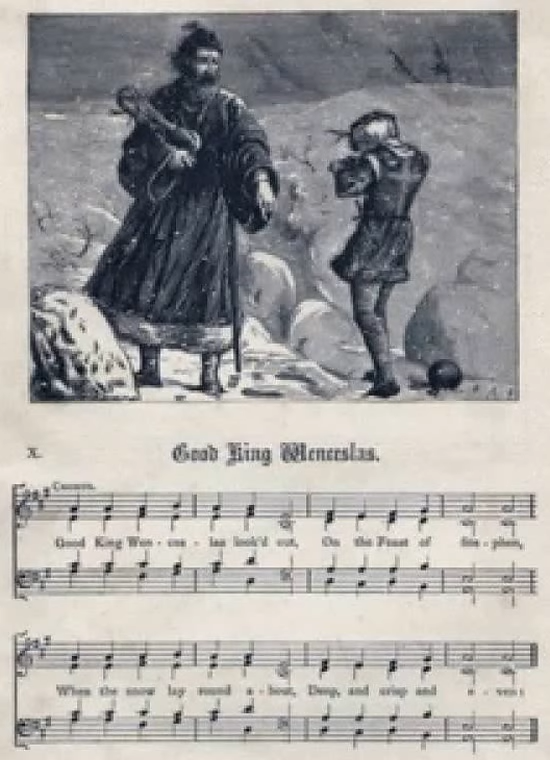 X.
Good King Wenceslas.
Chorus.
Good King Wen - ces - las look'd out, On the Feast of Ste - phen,
When the snow lay round a - bout, Deep, and crisp and e - ven: